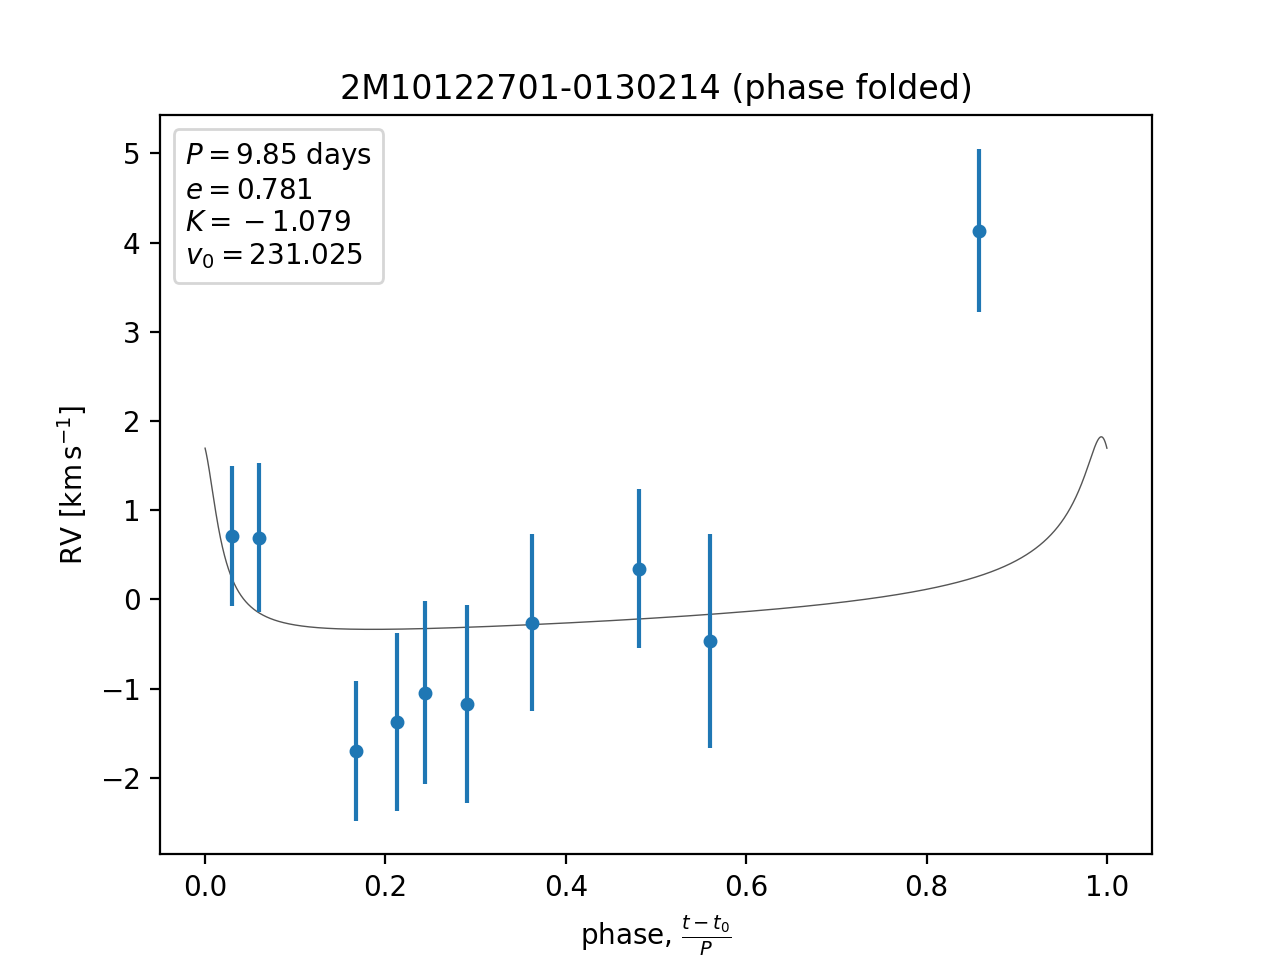 2M10122701-0130214 (phase folded)
P = 9.85 days
e = 0.781
K = −1.079
v₀ = 231.025
RV [km s⁻¹]
5
4
3
2
1
0
−1
−2
0.0 0.2 0.4 0.6 0.8 1.0
phase, (t − t₀)/P